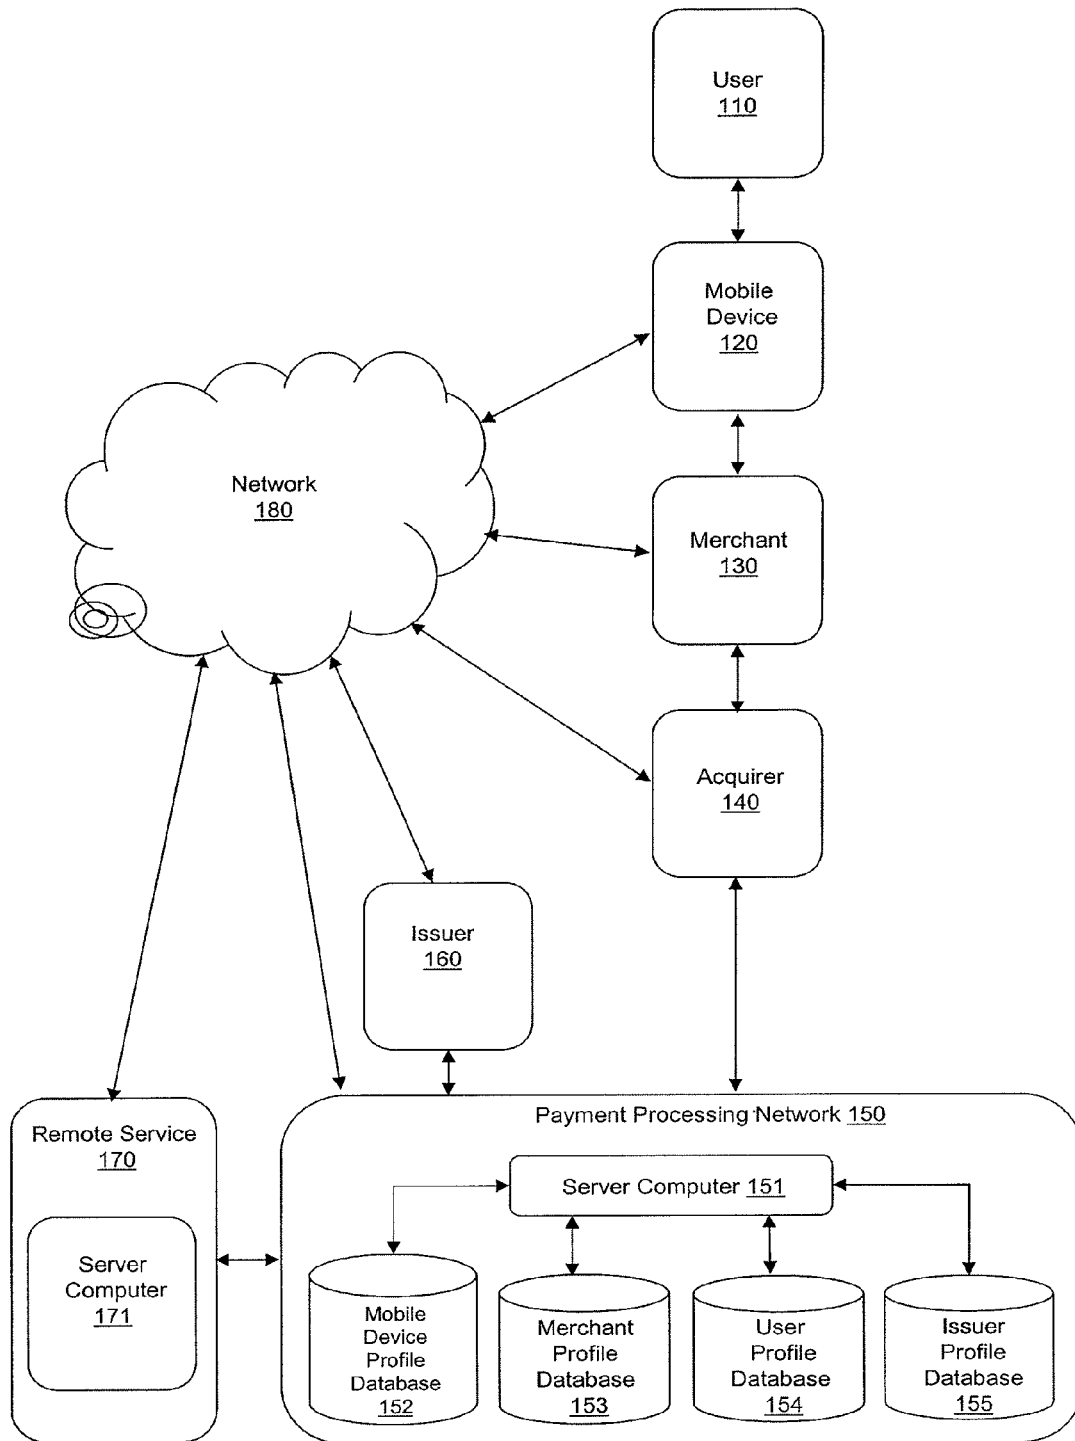 User
110
Mobile
Device
120
Network
180
Merchant
130
Acquirer
140
Issuer
160
Remote Service
170
Server
Computer
171
Payment Processing Network 150
Server Computer 151
Mobile
Device
Profile
Database
152
Merchant
Profile
Database
153
User
Profile
Database
154
Issuer
Profile
Database
155